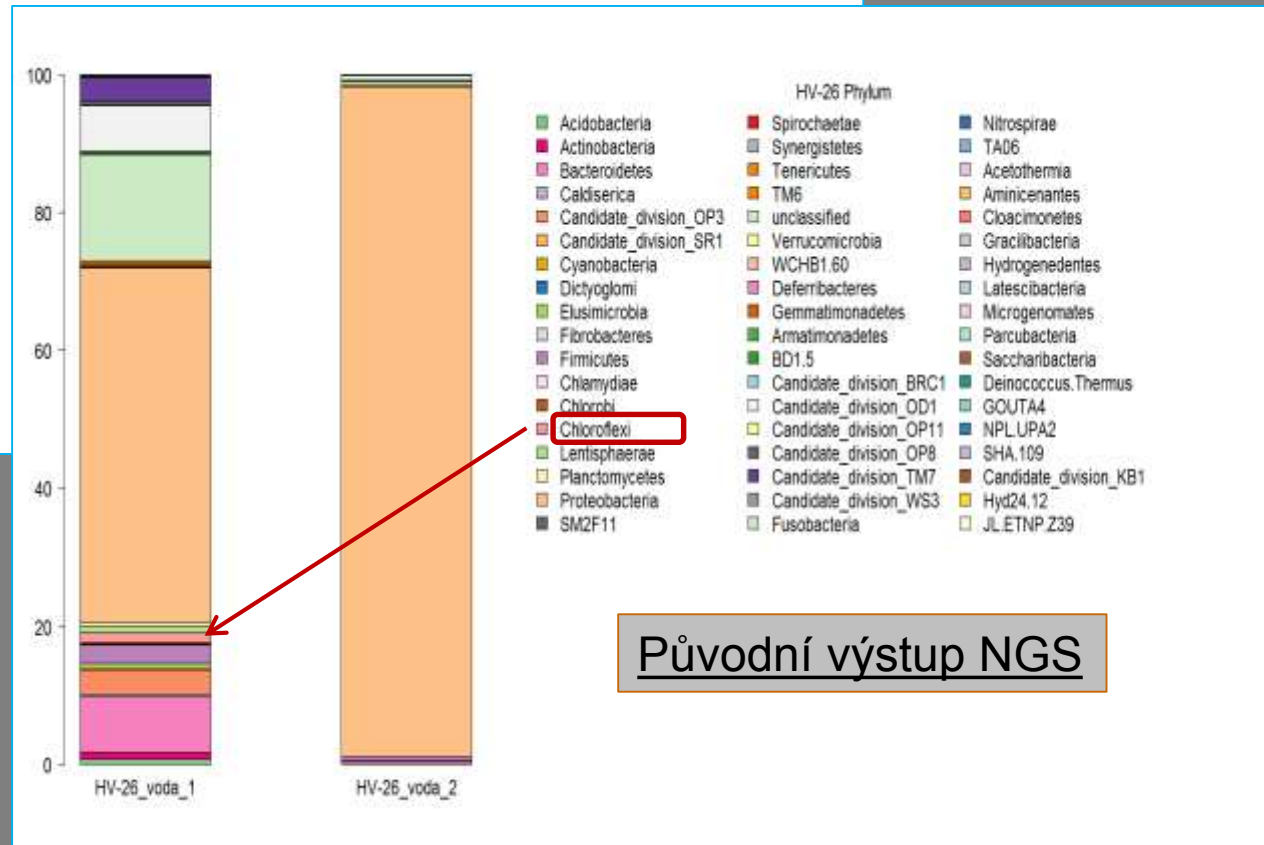 100
80
60
40
20
0
HV-26_voda_1
HV-26_voda_2
HV-26 Phylum
Acidobacteria
Actinobacteria
Bacteroidetes
Caldiserica
Candidate_division_OP3
Candidate_division_SR1
Cyanobacteria
Dictyoglomi
Elusimicrobia
Fibrobacteres
Firmicutes
Chlamydiae
Chlorobi
Chloroflexi
Lentisphaerae
Planctomycetes
Proteobacteria
SM2F11
Spirochaetae
Synergistetes
Tenericutes
TM6
unclassified
Verrucomicrobia
WCHB1.60
Deferribacteres
Gemmatimonadetes
Armatimonadetes
BD1.5
Candidate_division_BRC1
Candidate_division_OD1
Candidate_division_OP11
Candidate_division_OP8
Candidate_division_TM7
Candidate_division_WS3
Fusobacteria
Nitrospirae
TA06
Acetothermia
Aminicenantes
Cloacimonetes
Gracilibacteria
Hydrogenedentes
Latescibacteria
Microgenomates
Parcubacteria
Saccharibacteria
Deinococcus.Thermus
GOUTA4
NPL.UPA2
SHA.109
Candidate_division_KB1
Hyd24.12
JL.ETNP.Z39
Původní výstup NGS